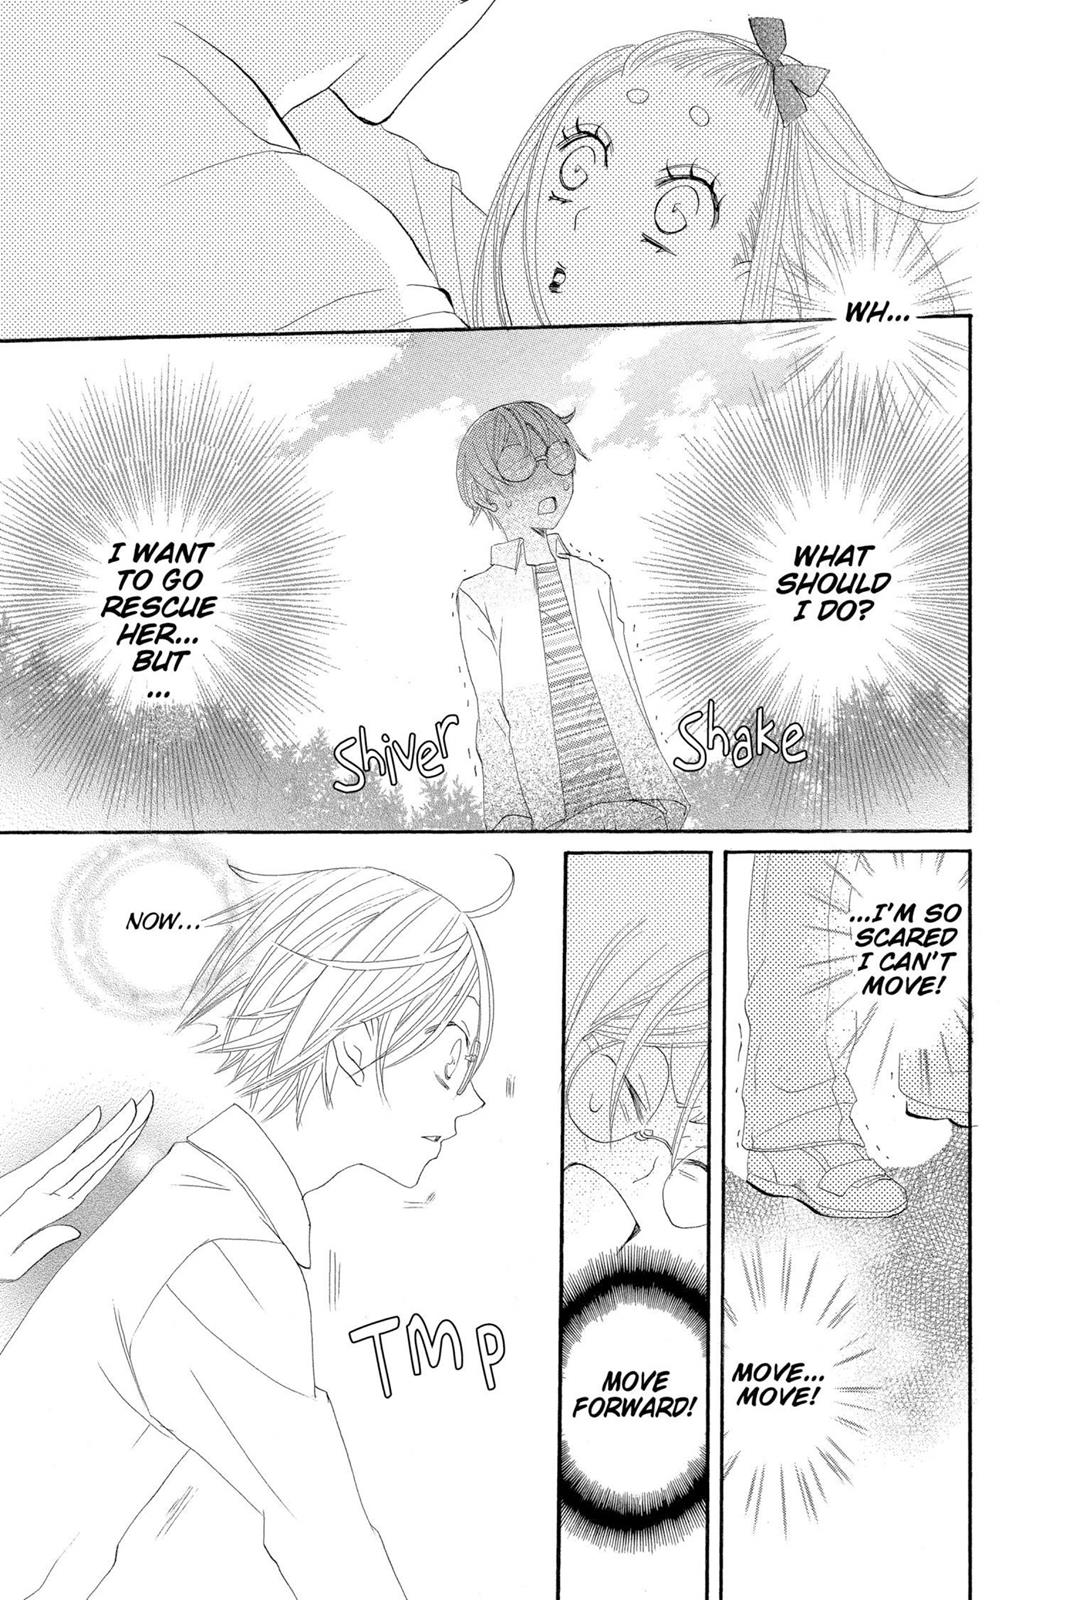 WH...
WHAT
SHOULD
I DO?
I WANT
TO GO
RESCUE
HER...
BUT
...
Shake
Shiver
...I'M SO
SCARED
I CAN'T
MOVE!
MOVE...
MOVE!
MOVE
FORWARD!
NOW...
TMP